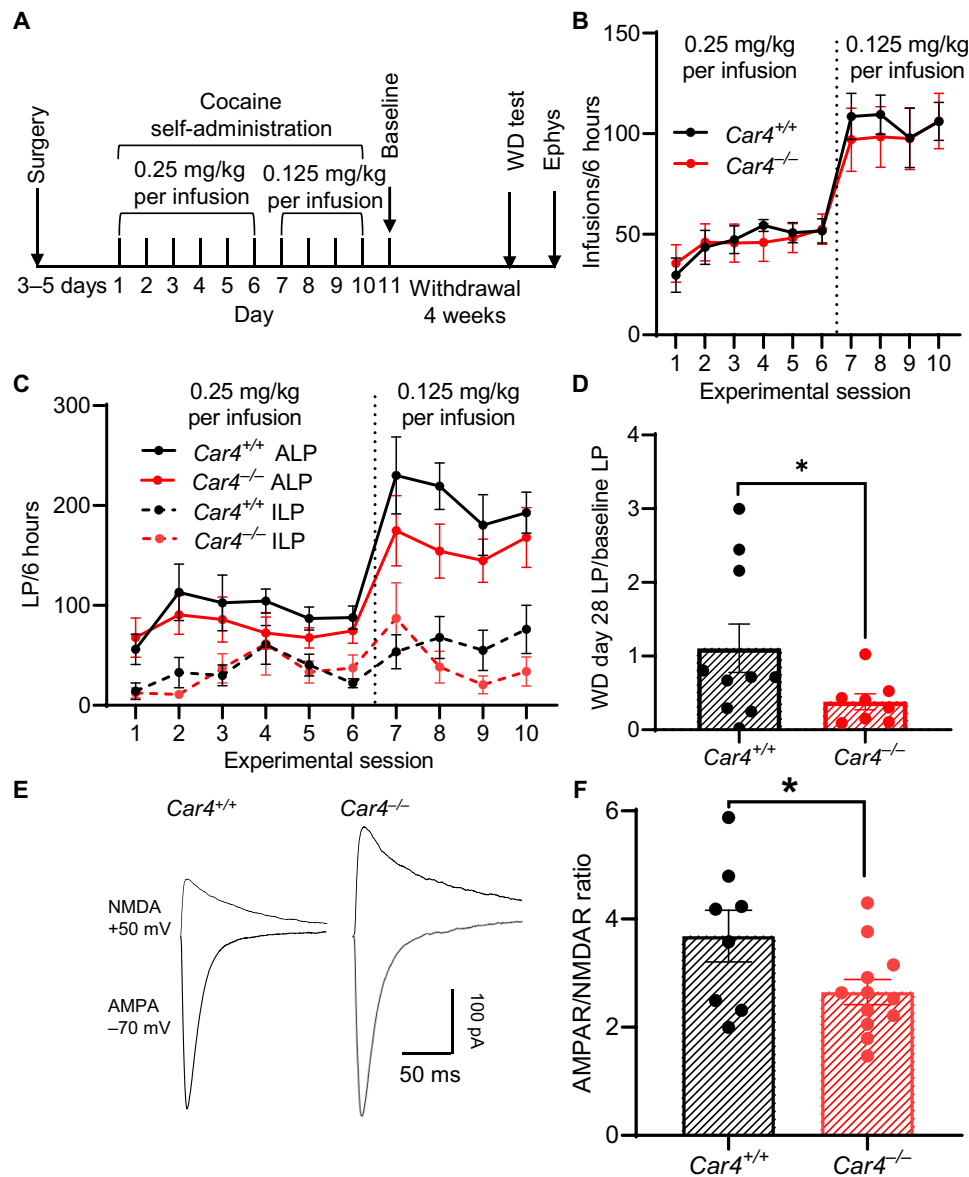 A
Surgery
Cocaine
self-administration
0.25 mg/kg
per infusion
0.125 mg/kg
per infusion
Baseline
WD test
Ephys
3–5 days
1 2 3 4 5 6 7 8 9 10 11
Day
Withdrawal
4 weeks
B
0.25 mg/kg
per infusion
0.125 mg/kg
per infusion
Car4+/+
Car4–/–
Infusions/6 hours
150
100
50
0
1 2 3 4 5 6 7 8 9 10
Experimental session
C
0.25 mg/kg
per infusion
0.125 mg/kg
per infusion
Car4+/+ ALP
Car4–/– ALP
Car4+/+ ILP
Car4–/– ILP
LP/6 hours
300
200
100
0
1 2 3 4 5 6 7 8 9 10
Experimental session
D
WD day 28 LP/baseline LP
4
3
2
1
0
*
Car4+/+ Car4–/–
E
Car4+/+ Car4–/–
NMDA
+50 mV
AMPA
–70 mV
100 pA
50 ms
F
AMPAR/NMDAR ratio
6
4
2
0
*
Car4+/+ Car4–/–